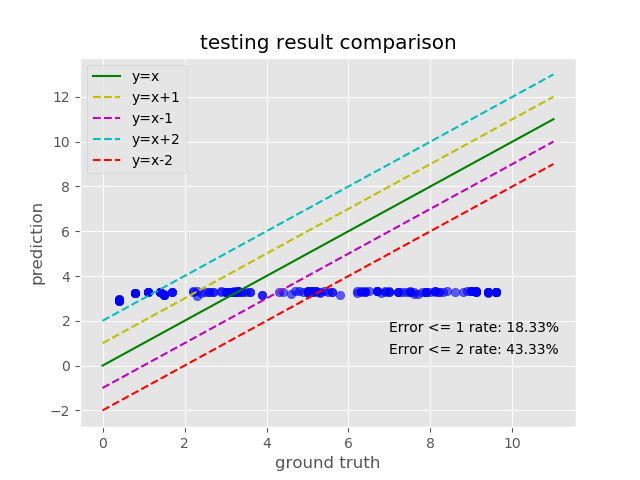 testing result comparison
y=x
y=x+1
y=x-1
y=x+2
y=x-2
12
10
8
6
4
2
0
−2
prediction
Error <= 1 rate: 18.33%
Error <= 2 rate: 43.33%
0 2 4 6 8 10
ground truth